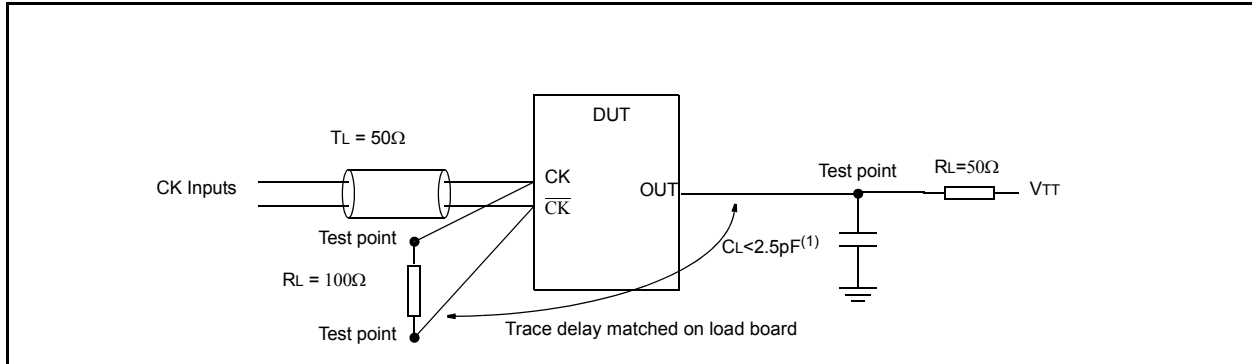 DUT
TL = 50Ω
CK Inputs
CK
CK
OUT
Test point
RL=50Ω
VTT
Test point
CL<2.5pF(1)
RL = 100Ω
Test point
Trace delay matched on load board